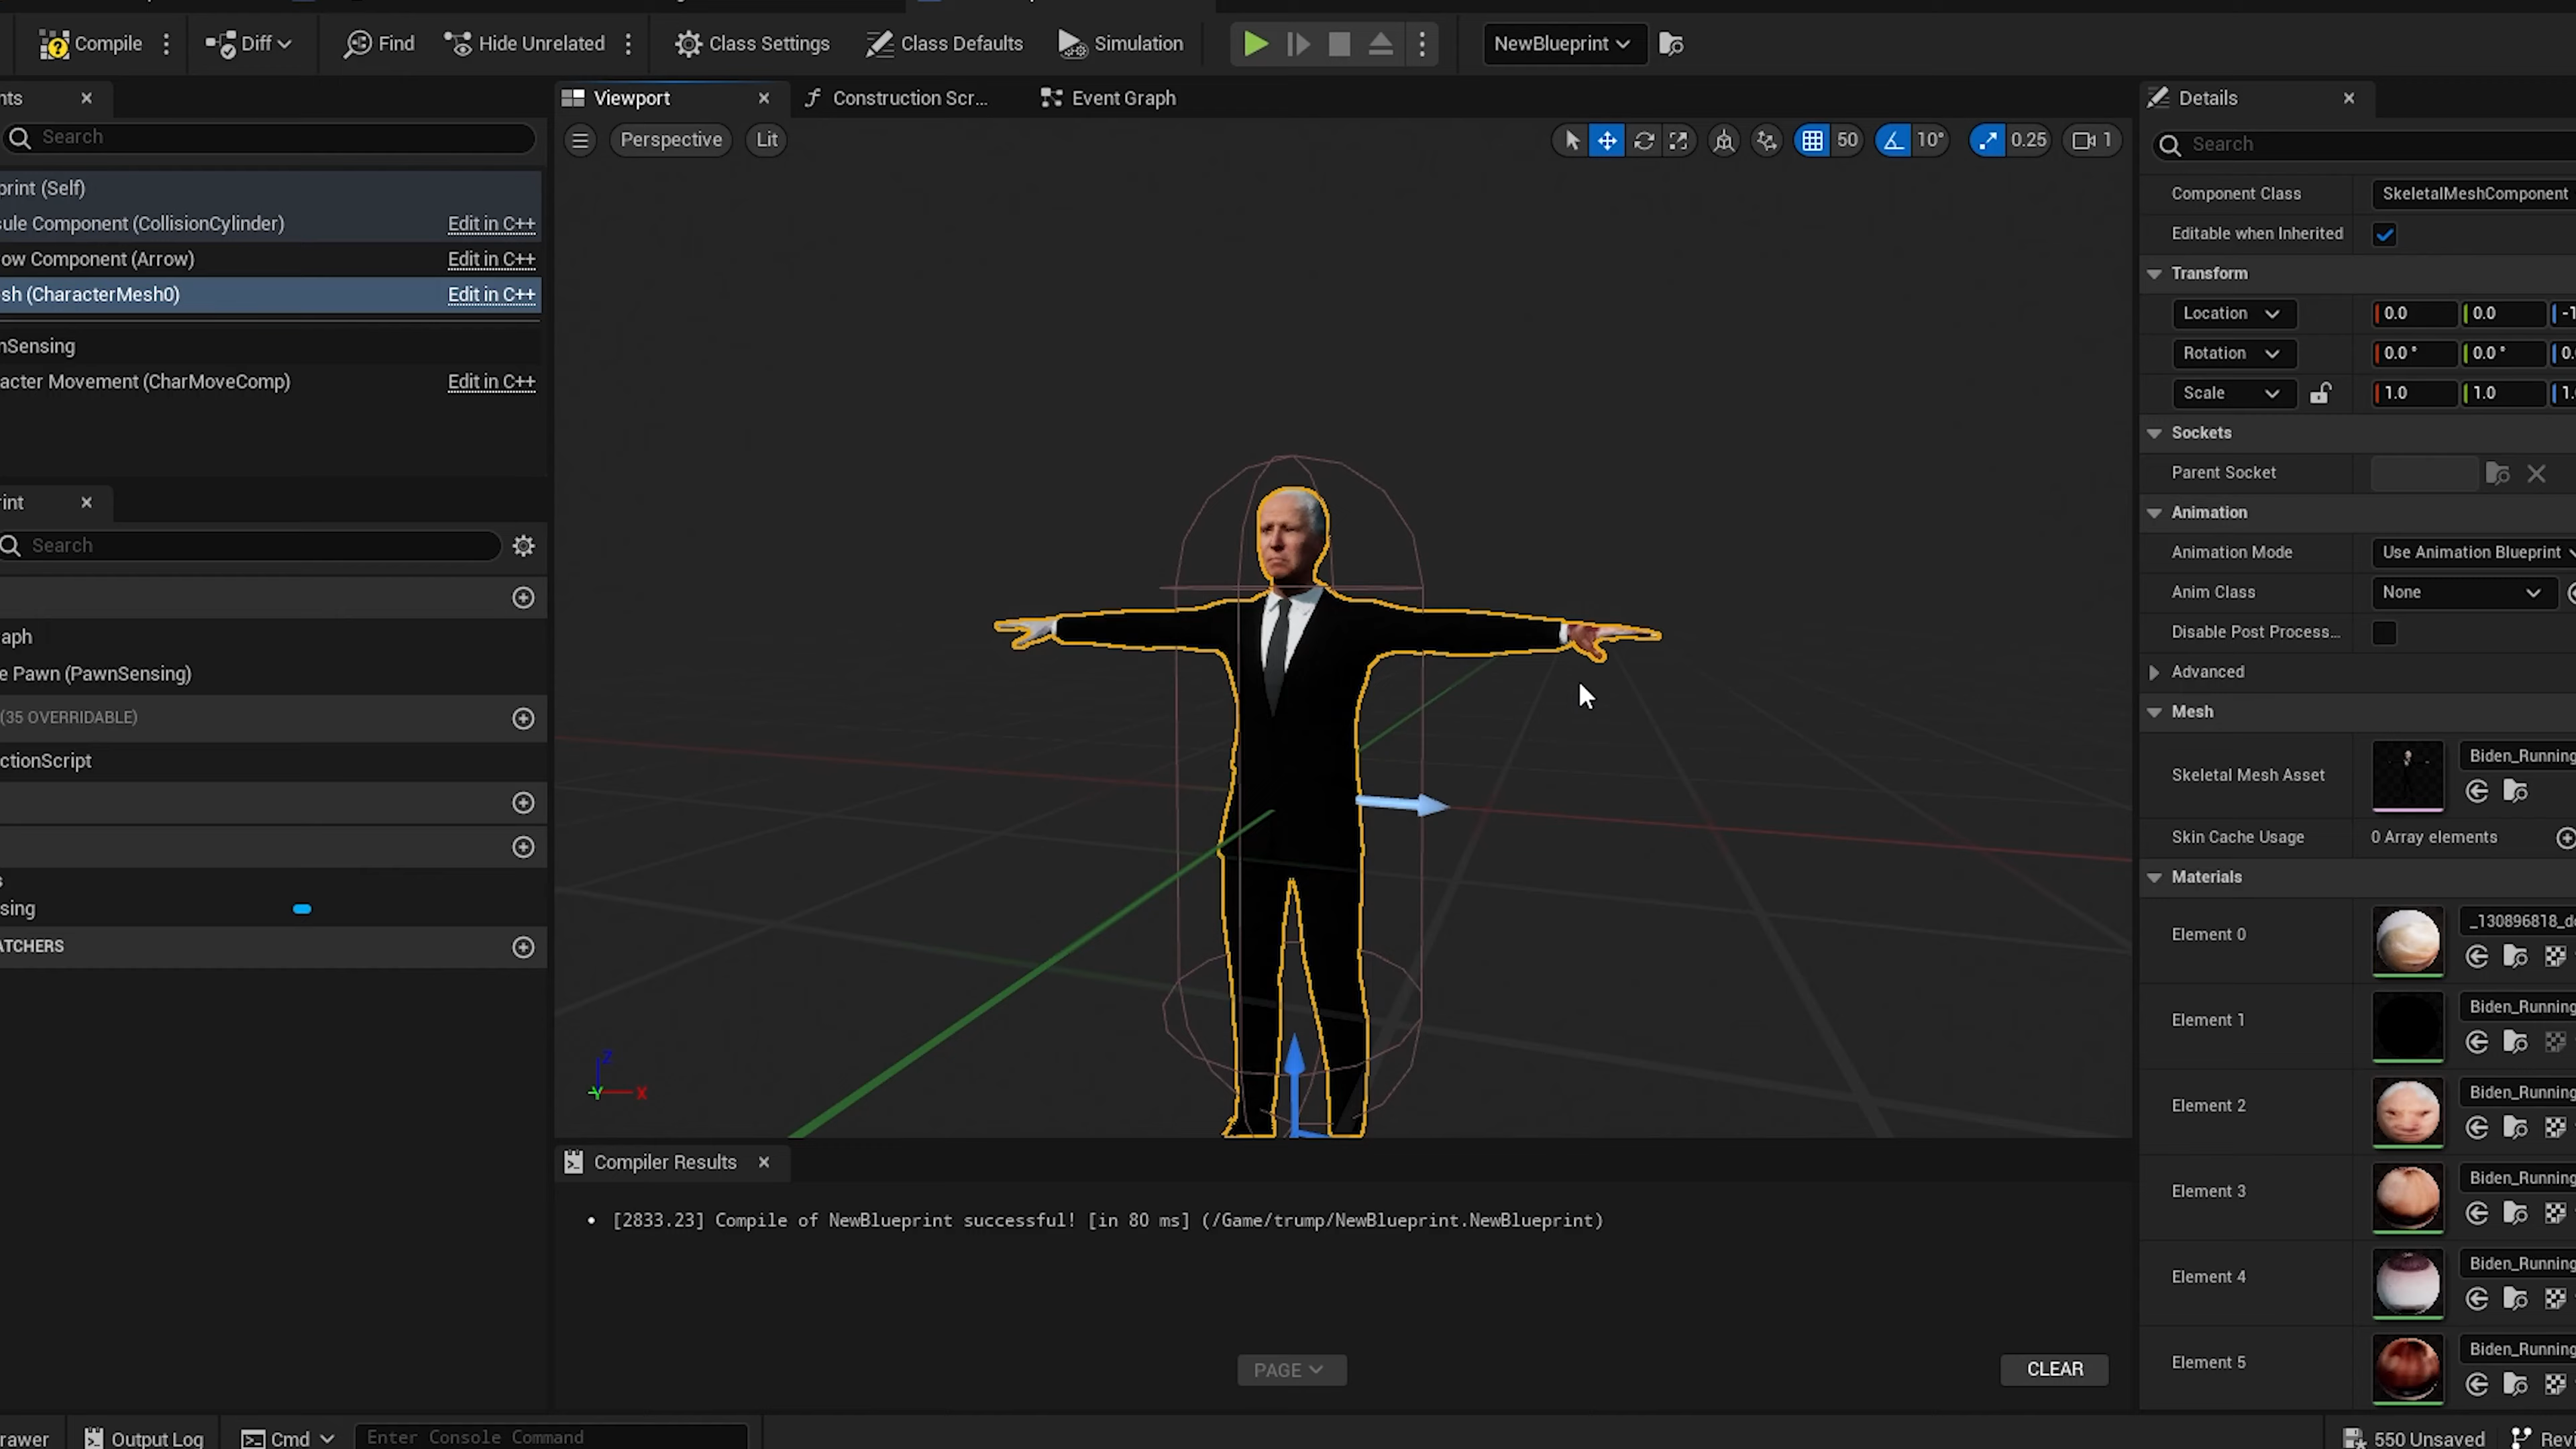 Compile
Diff
Find
Hide Unrelated
Class Settings
Class Defaults
Simulation
NewBlueprint
nts
Viewport
Construction Scr...
Event Graph
Details
Search
Perspective
Lit
50
10°
0.25
1
Search
print (Self)
sule Component (CollisionCylinder)
Edit in C++
ow Component (Arrow)
Edit in C++
sh (CharacterMesh0)
Edit in C++
nSensing
acter Movement (CharMoveComp)
Edit in C++
rint
Search
aph
e Pawn (PawnSensing)
(35 OVERRIDABLE)
ctionScript
s
sing
ATCHERS
Z
Y
X
Component Class
SkeletalMeshComponent
Editable when Inherited
Transform
Location
0.0
0.0
-1
Rotation
0.0°
0.0°
0.
Scale
1.0
1.0
1.
Sockets
Parent Socket
Animation
Animation Mode
Use Animation Blueprint
Anim Class
None
Disable Post Process...
Advanced
Mesh
Skeletal Mesh Asset
Biden_Running
Skin Cache Usage
0 Array elements
Materials
Element 0
_130896818_d
Element 1
Biden_Running
Element 2
Biden_Running
Element 3
Biden_Running
Element 4
Biden_Running
Element 5
Biden_Running
Compiler Results
[2833.23] Compile of NewBlueprint successful! [in 80 ms] (/Game/trump/NewBlueprint.NewBlueprint)
PAGE
CLEAR
rawer
Output Log
Cmd
Enter Console Command
550 Unsaved
Rev